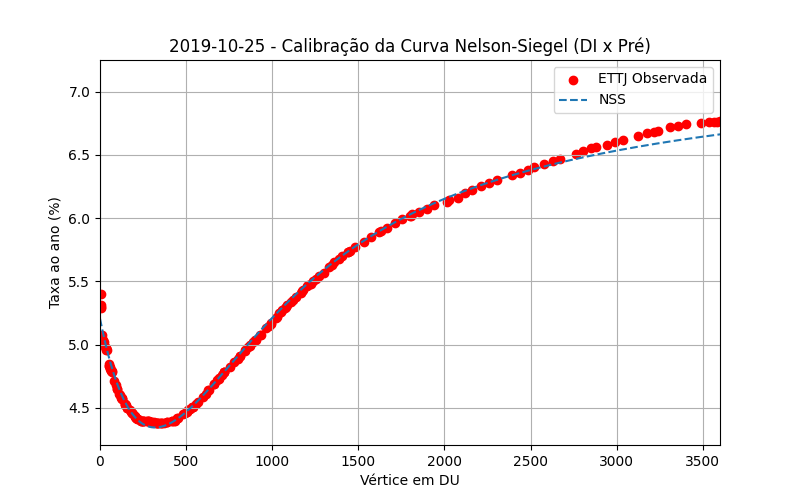 2019-10-25 - Calibração da Curva Nelson-Siegel (DI x Pré)
ETTJ Observada
NSS
Taxa ao ano (%)
7.0
6.5
6.0
5.5
5.0
4.5
0 500 1000 1500 2000 2500 3000 3500
Vértice em DU